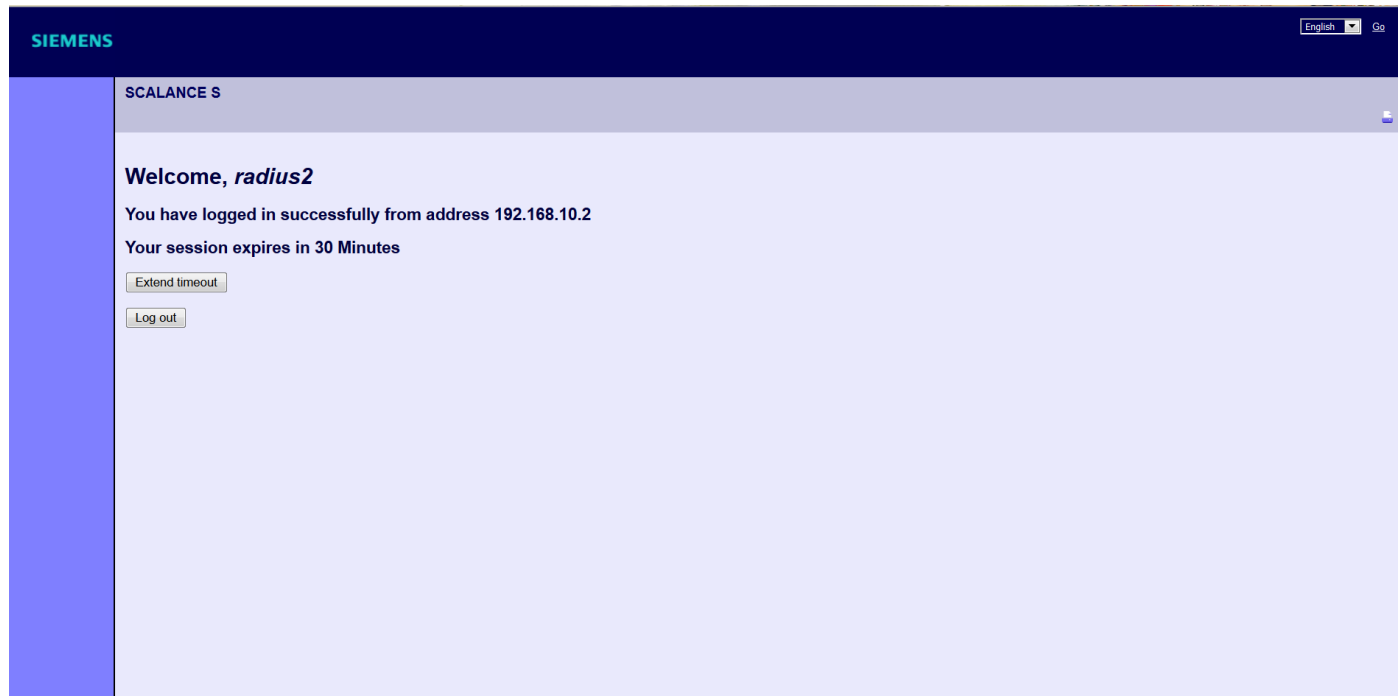 SIEMENS
English
Go
SCALANCE S
Welcome, radius2
You have logged in successfully from address 192.168.10.2
Your session expires in 30 Minutes
Extend timeout
Log out